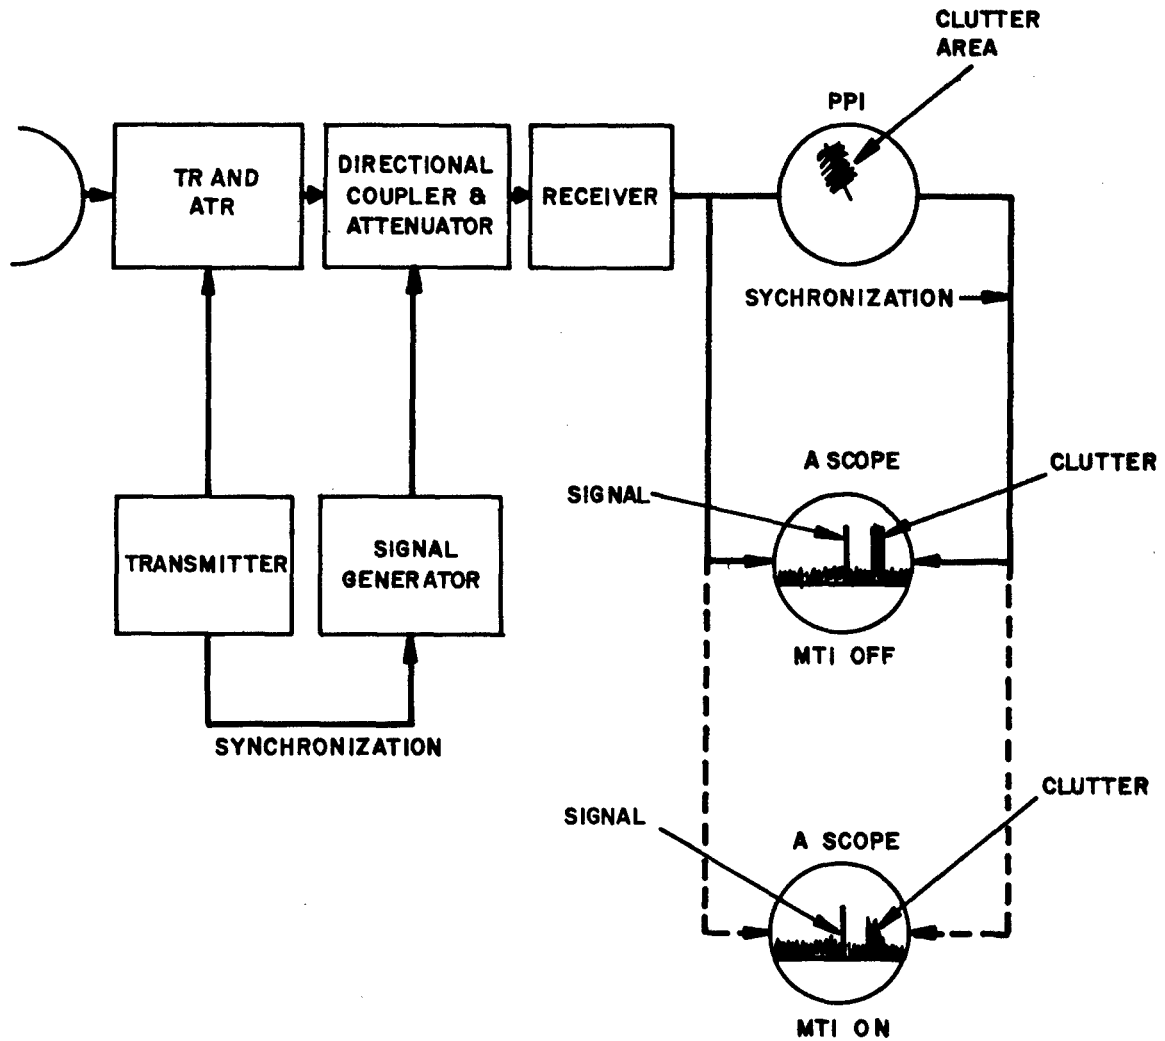 CLUTTER
AREA
PPI
TR AND
ATR
DIRECTIONAL
COUPLER &
ATTENUATOR
RECEIVER
SYCHRONIZATION
A SCOPE
CLUTTER
SIGNAL
TRANSMITTER
SIGNAL
GENERATOR
MTI OFF
SYNCHRONIZATION
CLUTTER
SIGNAL
A SCOPE
MTI ON